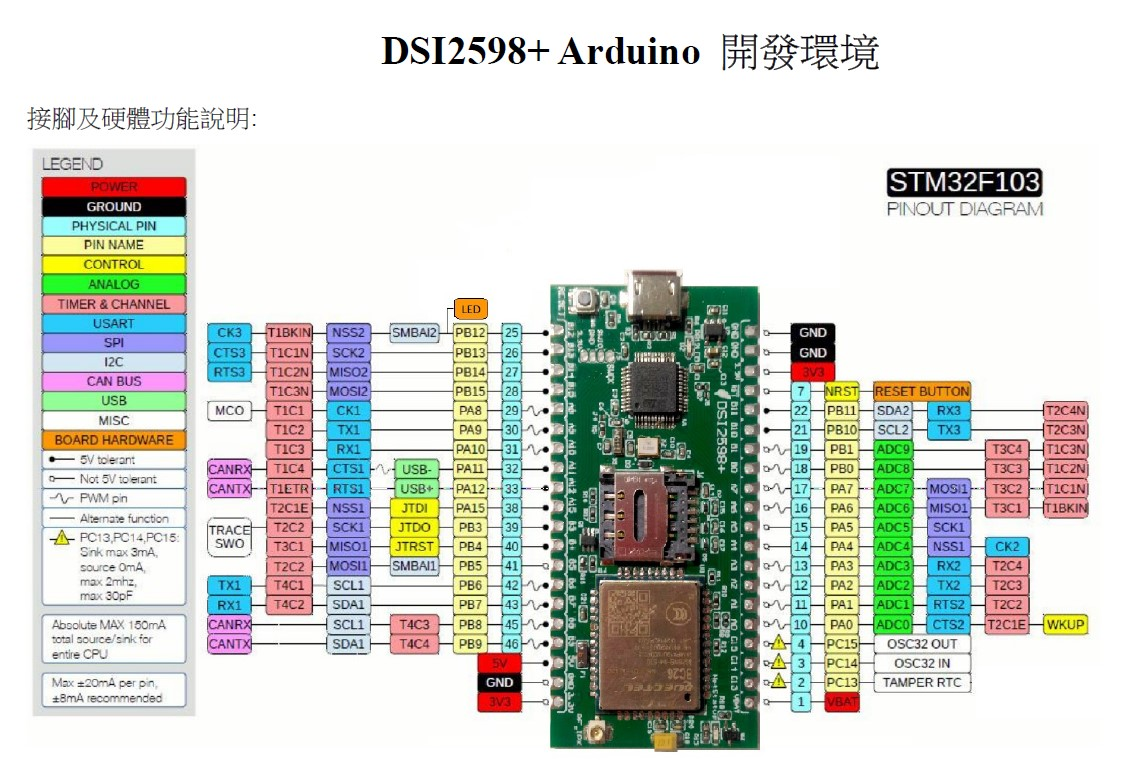 DSI2598+ Arduino 開發環境
接腳及硬體功能說明:
LEGEND
POWER
GROUND
PHYSICAL PIN
PIN NAME
CONTROL
ANALOG
TIMER & CHANNEL
USART
SPI
I2C
CAN BUS
USB
MISC
BOARD HARDWARE
5V tolerant
Not 5V tolerant
PWM pin
Alternate function
PC13,PC14,PC15:
Sink max 3mA,
source 0mA,
max 2mhz,
max 30pF
Absolute MAX 150mA
total source/sink for
entire CPU
Max ±20mA per pin,
±8mA recommended
STM32F103
PINOUT DIAGRAM
LED
CK3 T1BKIN NSS2 SMBAI2 PB12 25
CTS3 T1C1N SCK2 PB13 26
RTS3 T1C2N MISO2 PB14 27
T1C3N MOSI2 PB15 28
MCO T1C1 CK1 PA8 29
T1C2 TX1 PA9 30
T1C3 RX1 PA10 31
CANRX T1C4 CTS1 USB- PA11 32
CANTX T1ETR RTS1 USB+ PA12 33
T2C1E NSS1 JTDI PA15 38
TRACE
SWO
T2C2 SCK1 JTDO PB3 39
T3C1 MISO1 JTRST PB4 40
T2C2 MOSI1 SMBAI1 PB5 41
TX1 T4C1 SCL1 PB6 42
RX1 T4C2 SDA1 PB7 43
CANRX SCL1 T4C3 PB8 45
CANTX SDA1 T4C4 PB9 46
5V
GND
3V3
GND
GND
3V3
7 NRST RESET BUTTON
22 PB11 SDA2 RX3 T2C4N
21 PB10 SCL2 TX3 T2C3N
19 PB1 ADC9 T3C4 T1C3N
18 PB0 ADC8 T3C3 T1C2N
17 PA7 ADC7 MOSI1 T3C2 T1C1N
16 PA6 ADC6 MISO1 T3C1 T1BKIN
15 PA5 ADC5 SCK1
14 PA4 ADC4 NSS1 CK2
13 PA3 ADC3 RX2 T2C4
12 PA2 ADC2 TX2 T2C3
11 PA1 ADC1 RTS2 T2C2
10 PA0 ADC0 CTS2 T2C1E WKUP
4 PC15 OSC32 OUT
3 PC14 OSC32 IN
2 PC13 TAMPER RTC
1 VBAT
DSI2598+
QUECTEL